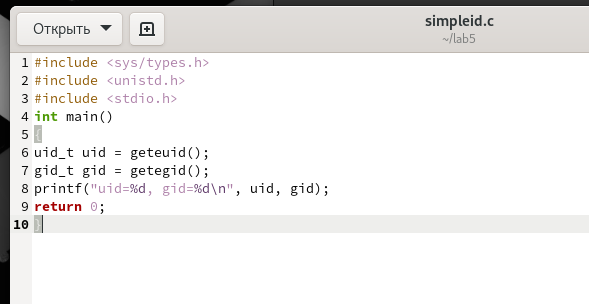 Открыть
simpleid.c
~/lab5
1 #include <sys/types.h>
2 #include <unistd.h>
3 #include <stdio.h>
4 int main()
5 {
6 uid_t uid = geteuid();
7 gid_t gid = getegid();
8 printf("uid=%d, gid=%d\n", uid, gid);
9 return 0;
10 }